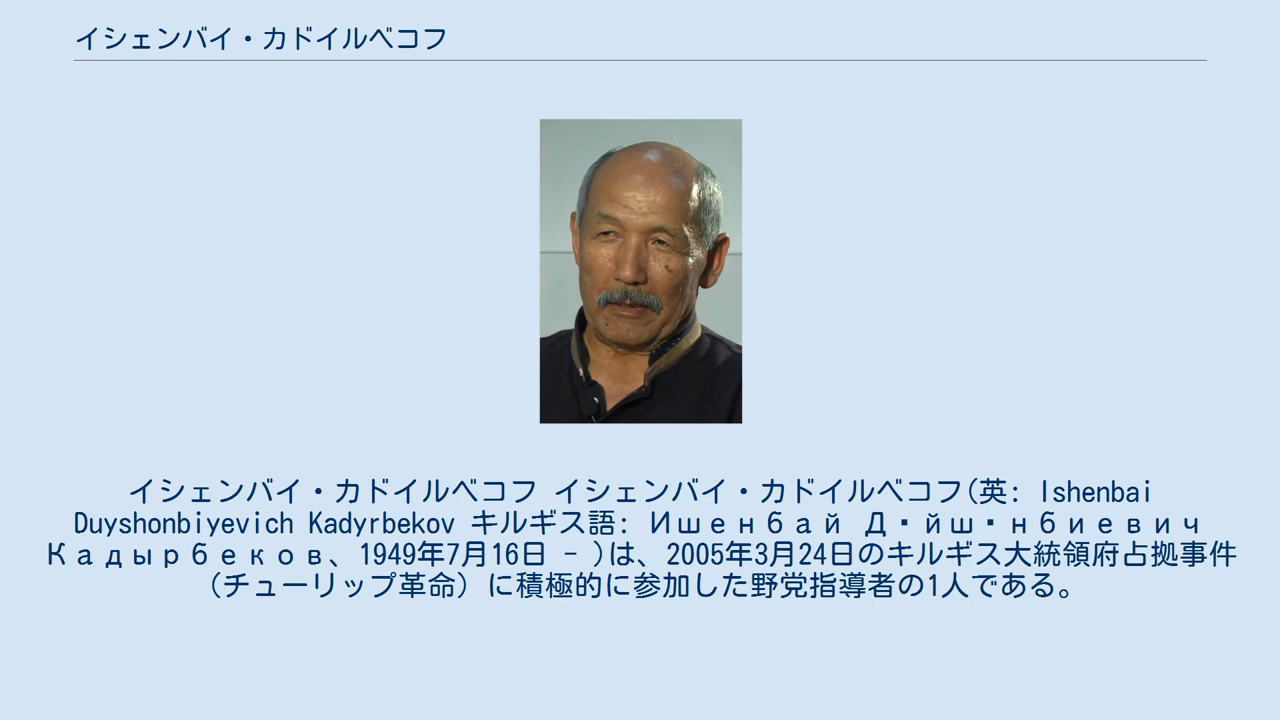 イシェンバイ・カドイルベコフ
イシェンバイ・カドイルベコフ イシェンバイ・カドイルベコフ(英: Ishenbai
Duyshonbiyevich Kadyrbekov キルギス語: Ишенбай Д▪йш▪нбиевич
Кадырбеков、1949年7月16日 - )は、2005年3月24日のキルギス大統領府占拠事件
（チューリップ革命）に積極的に参加した野党指導者の1人である。